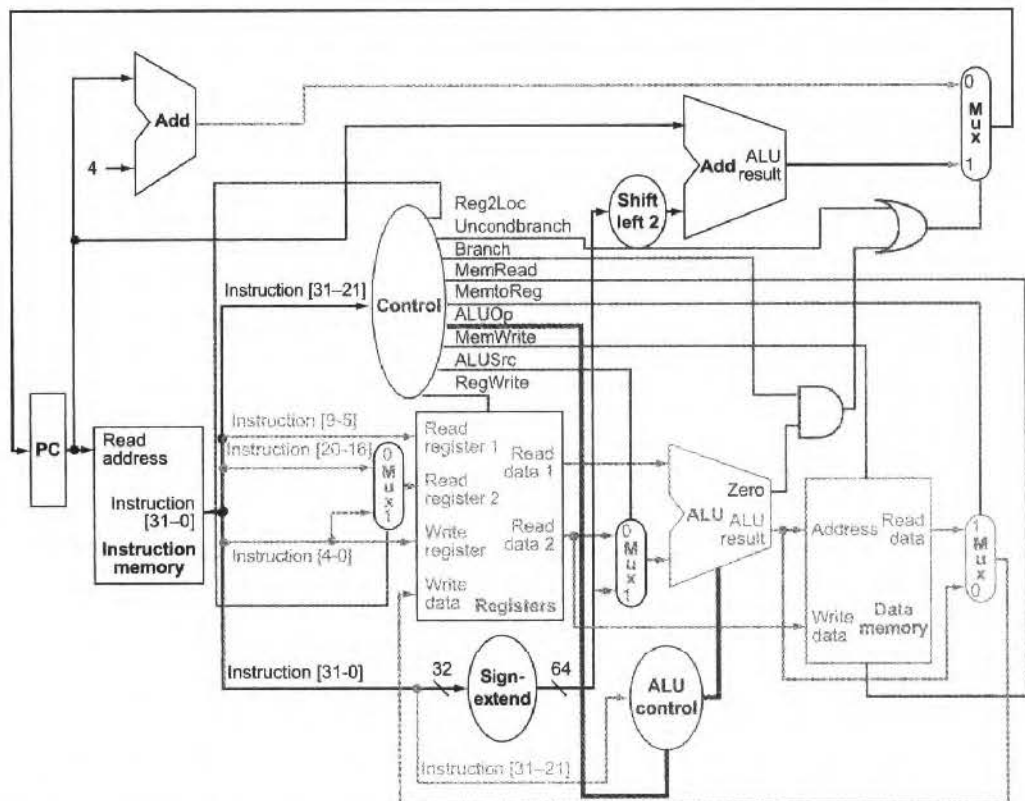 Add
4
0
Mux
1
Add
ALU
result
Shift
left 2
Reg2Loc
Uncondbranch
Branch
MemRead
MemtoReg
ALUOp
MemWrite
ALUSrc
RegWrite
Control
Instruction [31–21]
PC
Read
address
Instruction
[31–0]
Instruction
memory
Instruction [9-5]
Instruction [20-16]
Instruction [4-0]
0
Mux
1
Read
register 1
Read
register 2
Write
register
Write
data
Read
data 1
Read
data 2
Registers
0
Mux
1
Zero
ALU
ALU
result
Address
Read
data
Write
data
Data
memory
1
Mux
0
Instruction [31-0]
32
Sign-
extend
64
ALU
control
Instruction [31–21]